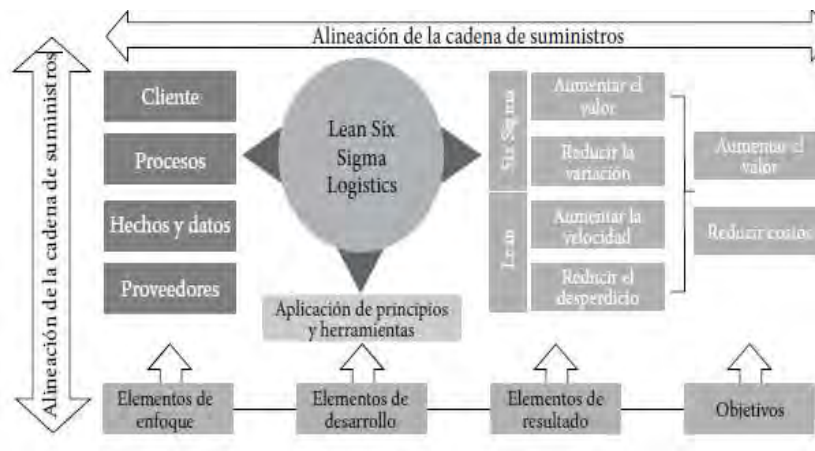 Alineación de la cadena de suministros
Alineación de la cadena de suministros
Cliente
Procesos
Hechos y datos
Proveedores
Lean Six
Sigma
Logistics
Aplicación de principios
y herramientas
Six Sigma
Lean
Aumentar el
valor
Reducir la
variación
Aumentar la
velocidad
Reducir el
desperdicio
Aumentar el
valor
Reducir costos
Elementos de
enfoque
Elementos de
desarrollo
Elementos de
resultado
Objetivos